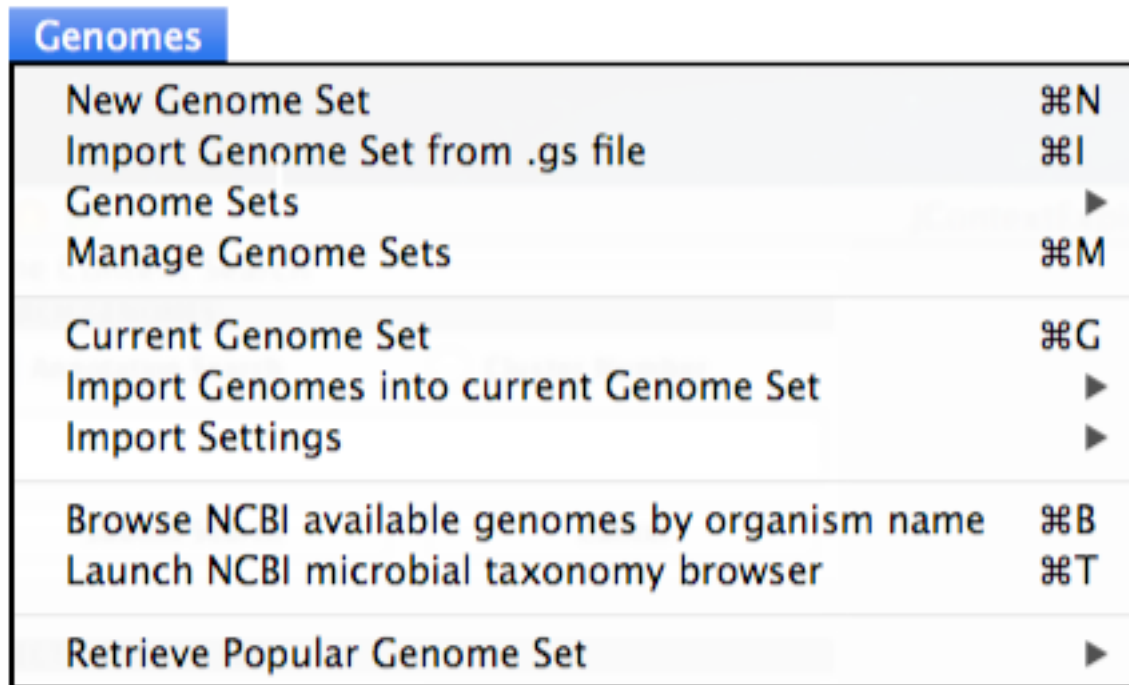 Genomes
New Genome Set ⌘N
Import Genome Set from .gs file ⌘I
Genome Sets ▶
Manage Genome Sets ⌘M
Current Genome Set ⌘G
Import Genomes into current Genome Set ▶
Import Settings ▶
Browse NCBI available genomes by organism name ⌘B
Launch NCBI microbial taxonomy browser ⌘T
Retrieve Popular Genome Set ▶